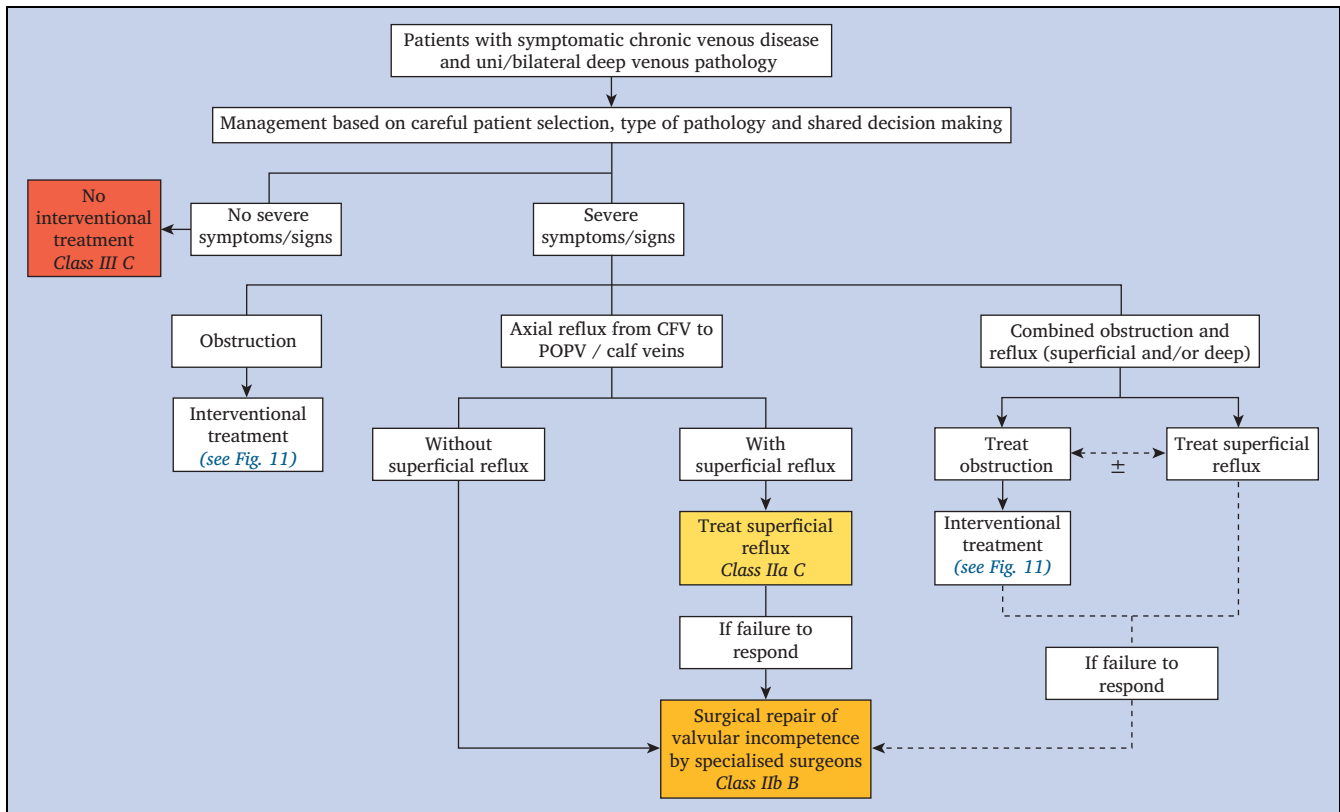 Patients with symptomatic chronic venous disease
and uni/bilateral deep venous pathology
Management based on careful patient selection, type of pathology and shared decision making
No
interventional
treatment
Class III C
No severe
symptoms/signs
Severe
symptoms/signs
Obstruction
Axial reflux from CFV to
POPV / calf veins
Combined obstruction and
reflux (superficial and/or deep)
Interventional
treatment
(see Fig. 11)
Without
superficial reflux
With
superficial reflux
Treat
obstruction
±
Treat superficial
reflux
Treat superficial
reflux
Class IIa C
Interventional
treatment
(see Fig. 11)
If failure to
respond
If failure to
respond
Surgical repair of
valvular incompetence
by specialised surgeons
Class IIb B